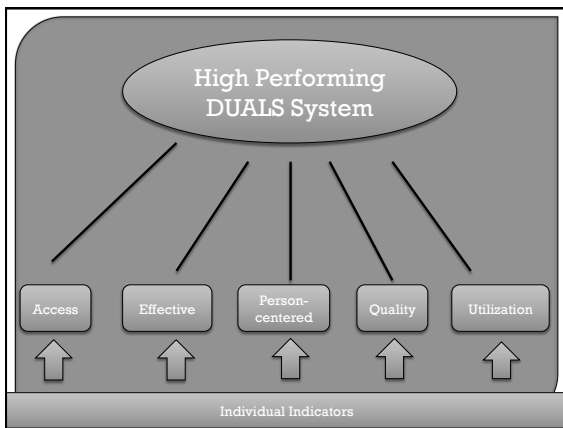 High Performing
DUALS System
Access
Effective
Person-
centered
Quality
Utilization
Individual Indicators